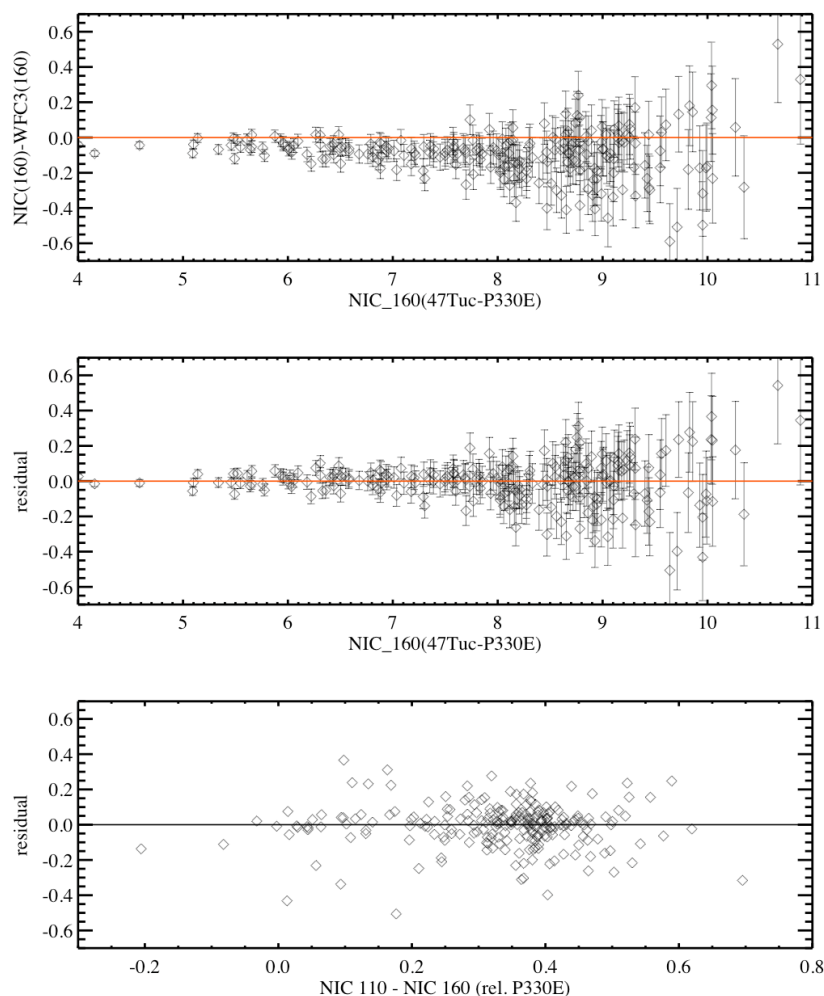 0.6
0.4
0.2
0.0
-0.2
-0.4
-0.6
NIC(160)-WFC3(160)
4 5 6 7 8 9 10 11
NIC_160(47Tuc-P330E)
0.6
0.4
0.2
0.0
-0.2
-0.4
-0.6
residual
4 5 6 7 8 9 10 11
NIC_160(47Tuc-P330E)
0.6
0.4
0.2
0.0
-0.2
-0.4
-0.6
residual
-0.2 0.0 0.2 0.4 0.6 0.8
NIC 110 - NIC 160 (rel. P330E)